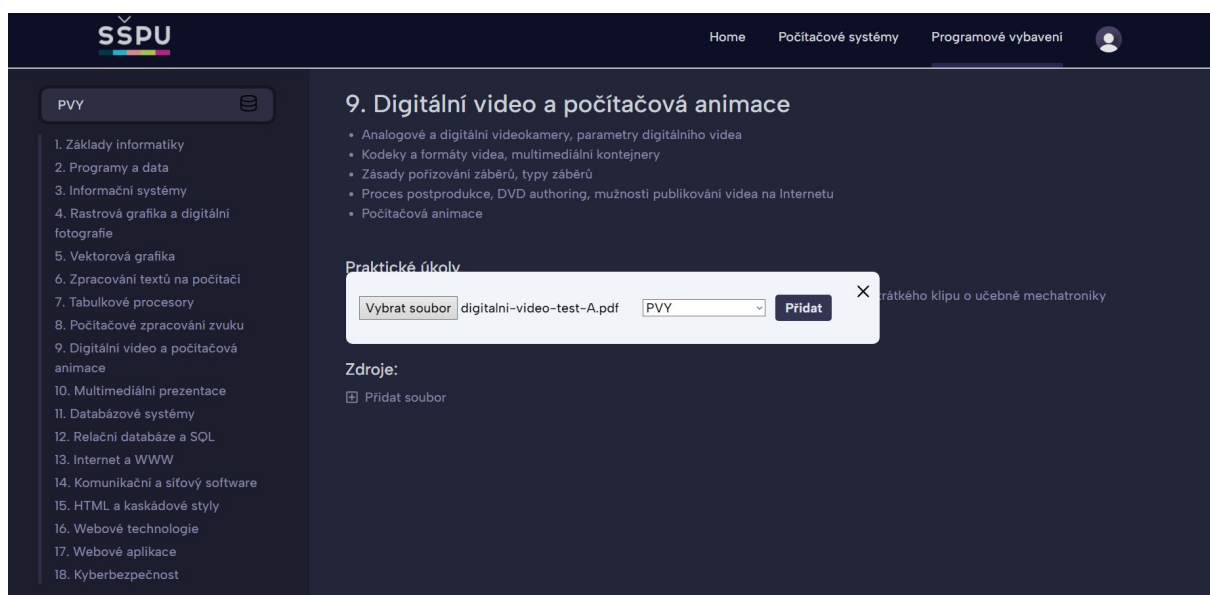 SŠPU
Home Počítačové systémy Programové vybavení
PVY
1. Základy informatiky
2. Programy a data
3. Informační systémy
4. Rastrová grafika a digitální
fotografie
5. Vektorová grafika
6. Zpracování textů na počítači
7. Tabulkové procesory
8. Počítačové zpracování zvuku
9. Digitální video a počítačová
animace
10. Multimediální prezentace
11. Databázové systémy
12. Relační databáze a SQL
13. Internet a WWW
14. Komunikační a síťový software
15. HTML a kaskádové styly
16. Webové technologie
17. Webové aplikace
18. Kyberbezpečnost
9. Digitální video a počítačová animace
• Analogové a digitální videokamery, parametry digitálního videa
• Kodeky a formáty videa, multimediální kontejnery
• Zásady pořizování záběrů, typy záběrů
• Proces postprodukce, DVD authoring, mužnosti publikování videa na Internetu
• Počítačová animace
Praktické úkoly
Vybrat soubor digitalni-video-test-A.pdf PVY Přidat
krátkého klipu o učebně mechatroniky
Zdroje:
Přidat soubor